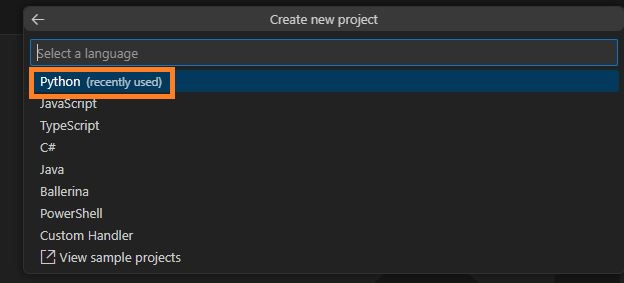 Create new project
Select a language
Python (recently used)
JavaScript
TypeScript
C#
Java
Ballerina
PowerShell
Custom Handler
View sample projects